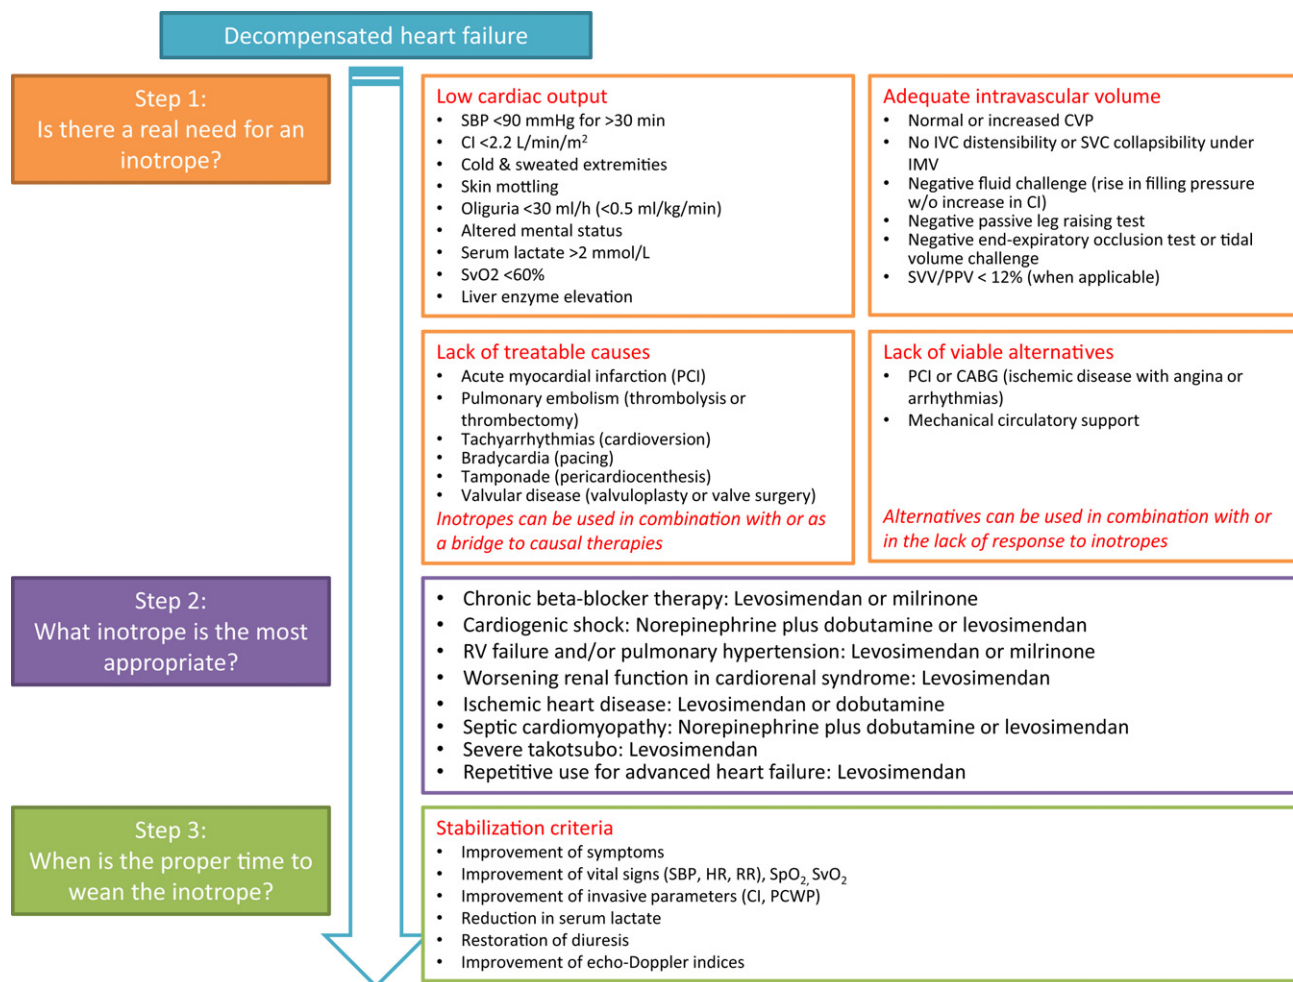 Decompensated heart failure
Step 1:
Is there a real need for an
inotrope?
Low cardiac output
• SBP <90 mmHg for >30 min
• CI <2.2 L/min/m²
• Cold & sweated extremities
• Skin mottling
• Oliguria <30 ml/h (<0.5 ml/kg/min)
• Altered mental status
• Serum lactate >2 mmol/L
• SvO2 <60%
• Liver enzyme elevation
Adequate intravascular volume
• Normal or increased CVP
• No IVC distensibility or SVC collapsibility under
IMV
• Negative fluid challenge (rise in filling pressure
w/o increase in CI)
• Negative passive leg raising test
• Negative end-expiratory occlusion test or tidal
volume challenge
• SVV/PPV < 12% (when applicable)
Lack of treatable causes
• Acute myocardial infarction (PCI)
• Pulmonary embolism (thrombolysis or
thrombectomy)
• Tachyarrhythmias (cardioversion)
• Bradycardia (pacing)
• Tamponade (pericardiocenthesis)
• Valvular disease (valvuloplasty or valve surgery)
Inotropes can be used in combination with or as
a bridge to causal therapies
Lack of viable alternatives
• PCI or CABG (ischemic disease with angina or
arrhythmias)
• Mechanical circulatory support
Alternatives can be used in combination with or
in the lack of response to inotropes
Step 2:
What inotrope is the most
appropriate?
• Chronic beta-blocker therapy: Levosimendan or milrinone
• Cardiogenic shock: Norepinephrine plus dobutamine or levosimendan
• RV failure and/or pulmonary hypertension: Levosimendan or milrinone
• Worsening renal function in cardiorenal syndrome: Levosimendan
• Ischemic heart disease: Levosimendan or dobutamine
• Septic cardiomyopathy: Norepinephrine plus dobutamine or levosimendan
• Severe takotsubo: Levosimendan
• Repetitive use for advanced heart failure: Levosimendan
Step 3:
When is the proper time to
wean the inotrope?
Stabilization criteria
• Improvement of symptoms
• Improvement of vital signs (SBP, HR, RR), SpO₂, SvO₂
• Improvement of invasive parameters (CI, PCWP)
• Reduction in serum lactate
• Restoration of diuresis
• Improvement of echo-Doppler indices